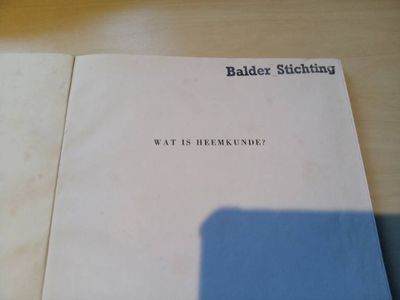 Balder Stichting
WAT IS HEEMKUNDE?